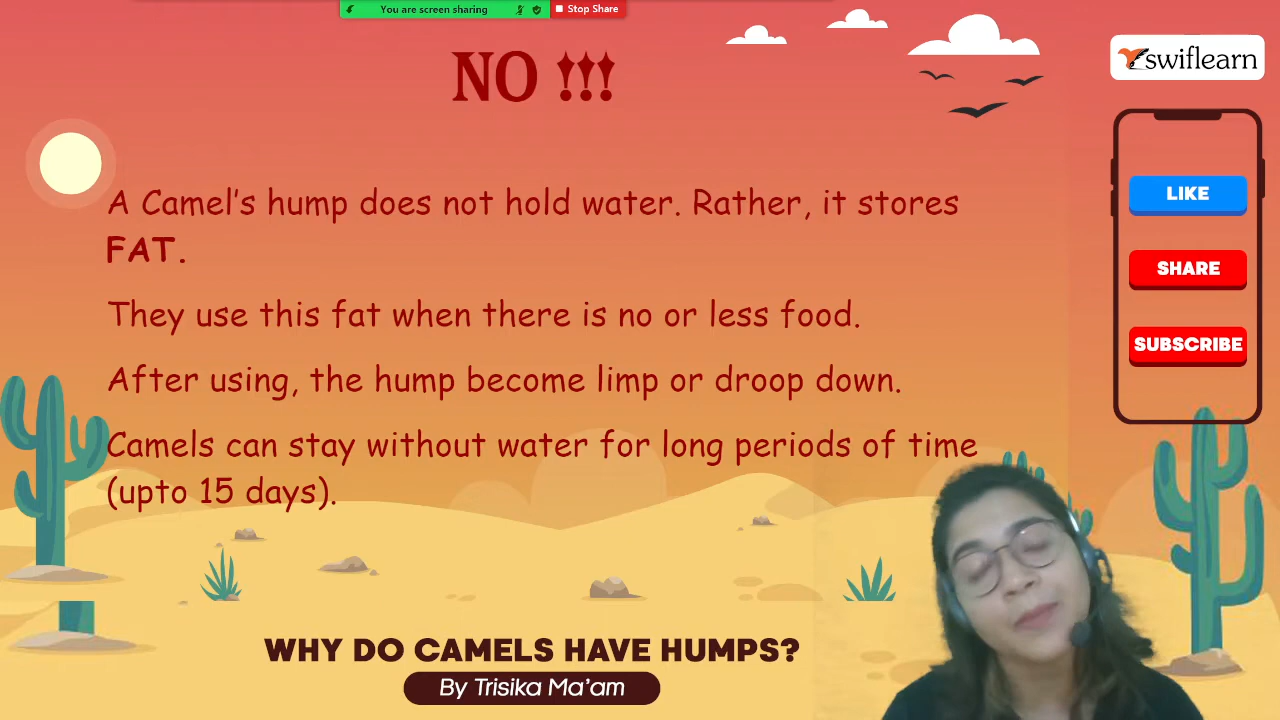 You are screen sharing
Stop Share
NO !!!
swiflearn
A Camel's hump does not hold water. Rather, it stores
FAT.
They use this fat when there is no or less food.
After using, the hump become limp or droop down.
Camels can stay without water for long periods of time
(upto 15 days).
LIKE
SHARE
SUBSCRIBE
WHY DO CAMELS HAVE HUMPS?
By Trisika Ma'am